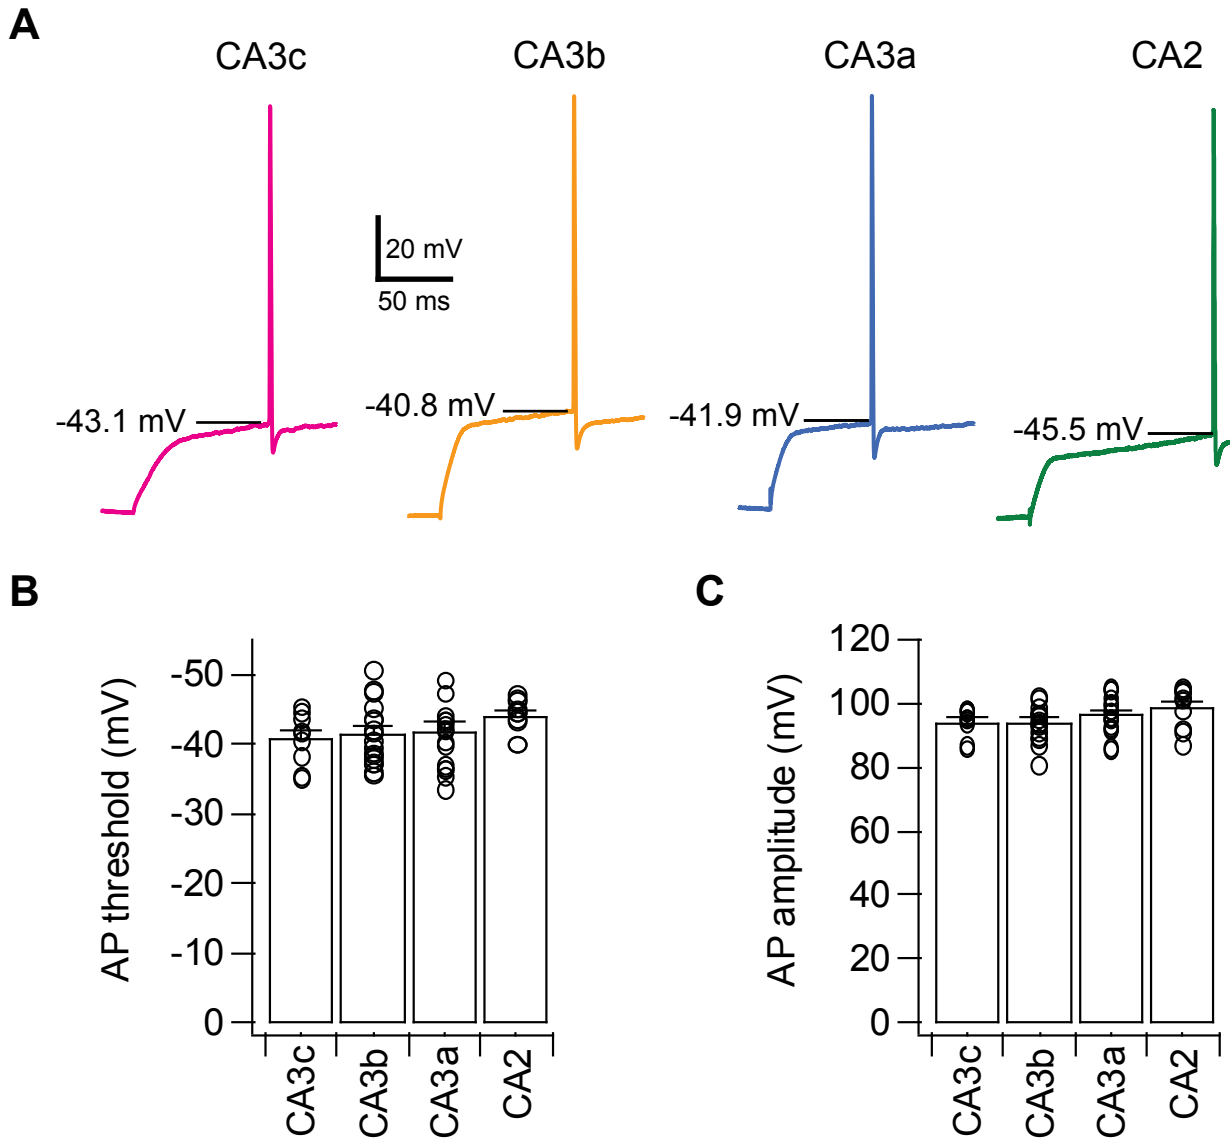 A
CA3c
CA3b
CA3a
CA2
20 mV
50 ms
-43.1 mV
-40.8 mV
-41.9 mV
-45.5 mV
B
AP threshold (mV)
-50
-40
-30
-20
-10
0
CA3c
CA3b
CA3a
CA2
C
AP amplitude (mV)
120
100
80
60
40
20
0
CA3c
CA3b
CA3a
CA2